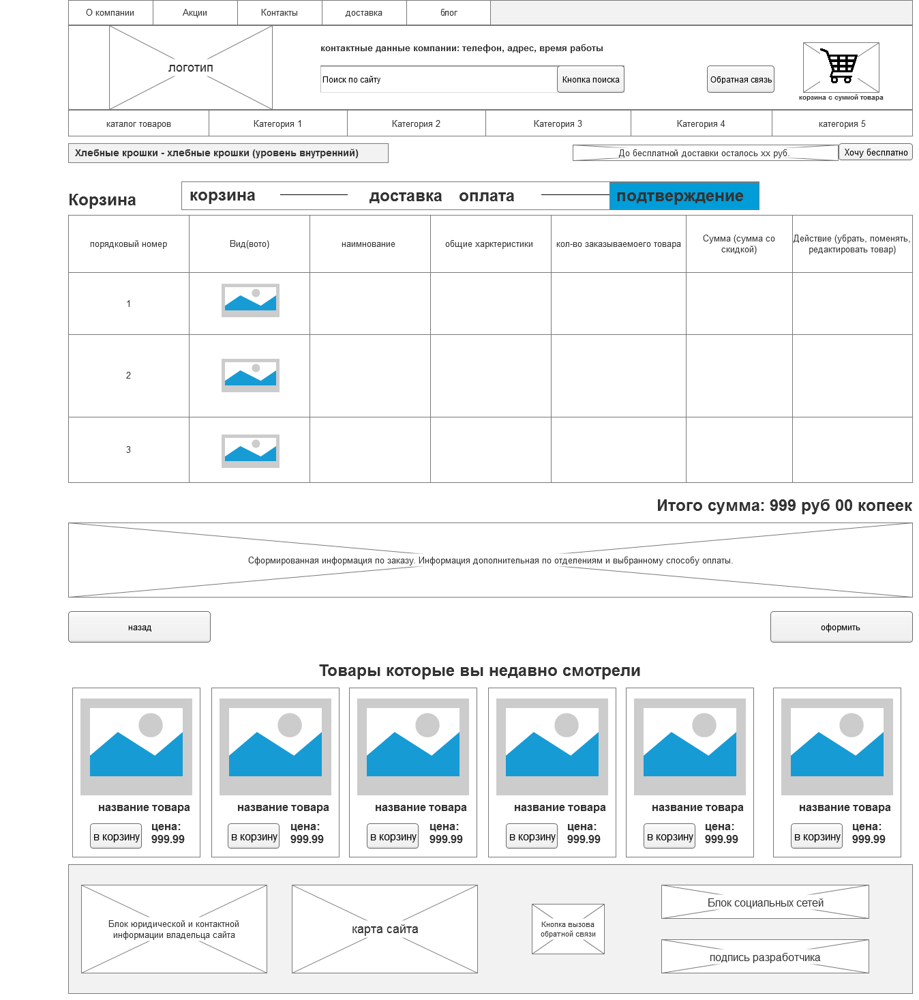 О компании
Акции
Контакты
доставка
блог
логотип
контактные данные компании: телефон, адрес, время работы
Поиск по сайту
Кнопка поиска
Обратная связь
корзина с суммой товара
каталог товаров
Категория 1
Категория 2
Категория 3
Категория 4
категория 5
Хлебные крошки - хлебные крошки (уровень внутренний)
До бесплатной доставки осталось хх руб.
Хочу бесплатно
Корзина
корзина
доставка
оплата
подтверждение
порядковый номер
Вид(вото)
наимнование
общие харктеристики
кол-во заказываемоего товара
Сумма (сумма со
скидкой)
Действие (убрать, поменять,
редактировать товар)
1
2
3
Итого сумма: 999 руб 00 копеек
Сформированная информация по заказу. Информация дополнительная по отделениям и выбранному способу оплаты.
назад
оформить
Товары которые вы недавно смотрели
название товара
в корзину
цена:
999.99
название товара
в корзину
цена:
999.99
название товара
в корзину
цена:
999.99
название товара
в корзину
цена:
999.99
название товара
в корзину
цена:
999.99
название товара
в корзину
цена:
999.99
Блок юридической и контактной
информации владельца сайта
карта сайта
Кнопка вызова
обратной связи
Блок социальных сетей
подпись разработчика